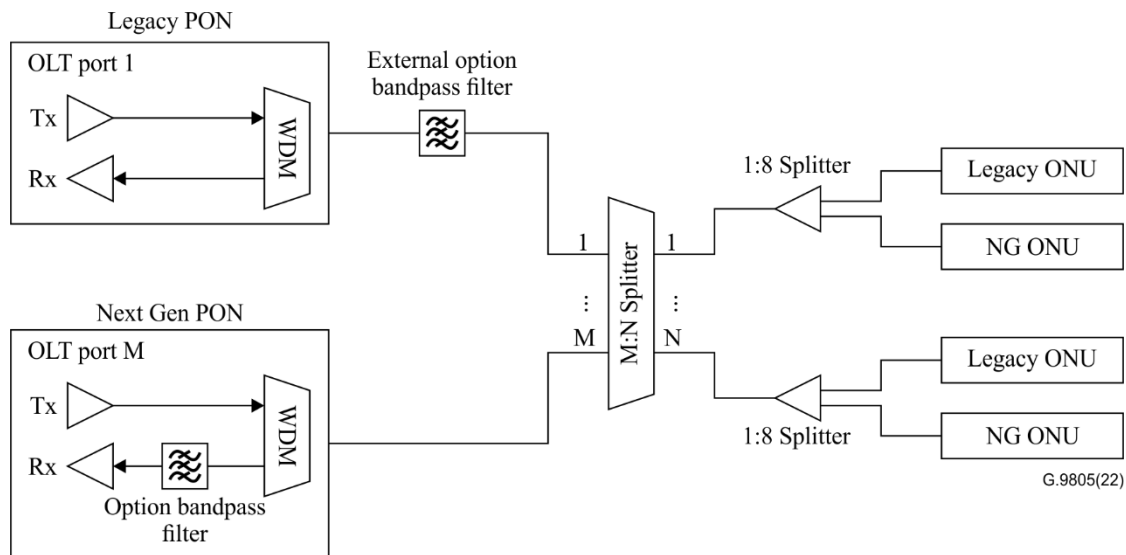 Legacy PON
OLT port 1
Tx
Rx
WDM
External option
bandpass filter
Next Gen PON
OLT port M
Tx
Rx
WDM
Option bandpass
filter
1
...
M
M:N Splitter
1
...
N
1:8 Splitter
Legacy ONU
NG ONU
1:8 Splitter
Legacy ONU
NG ONU
G.9805(22)